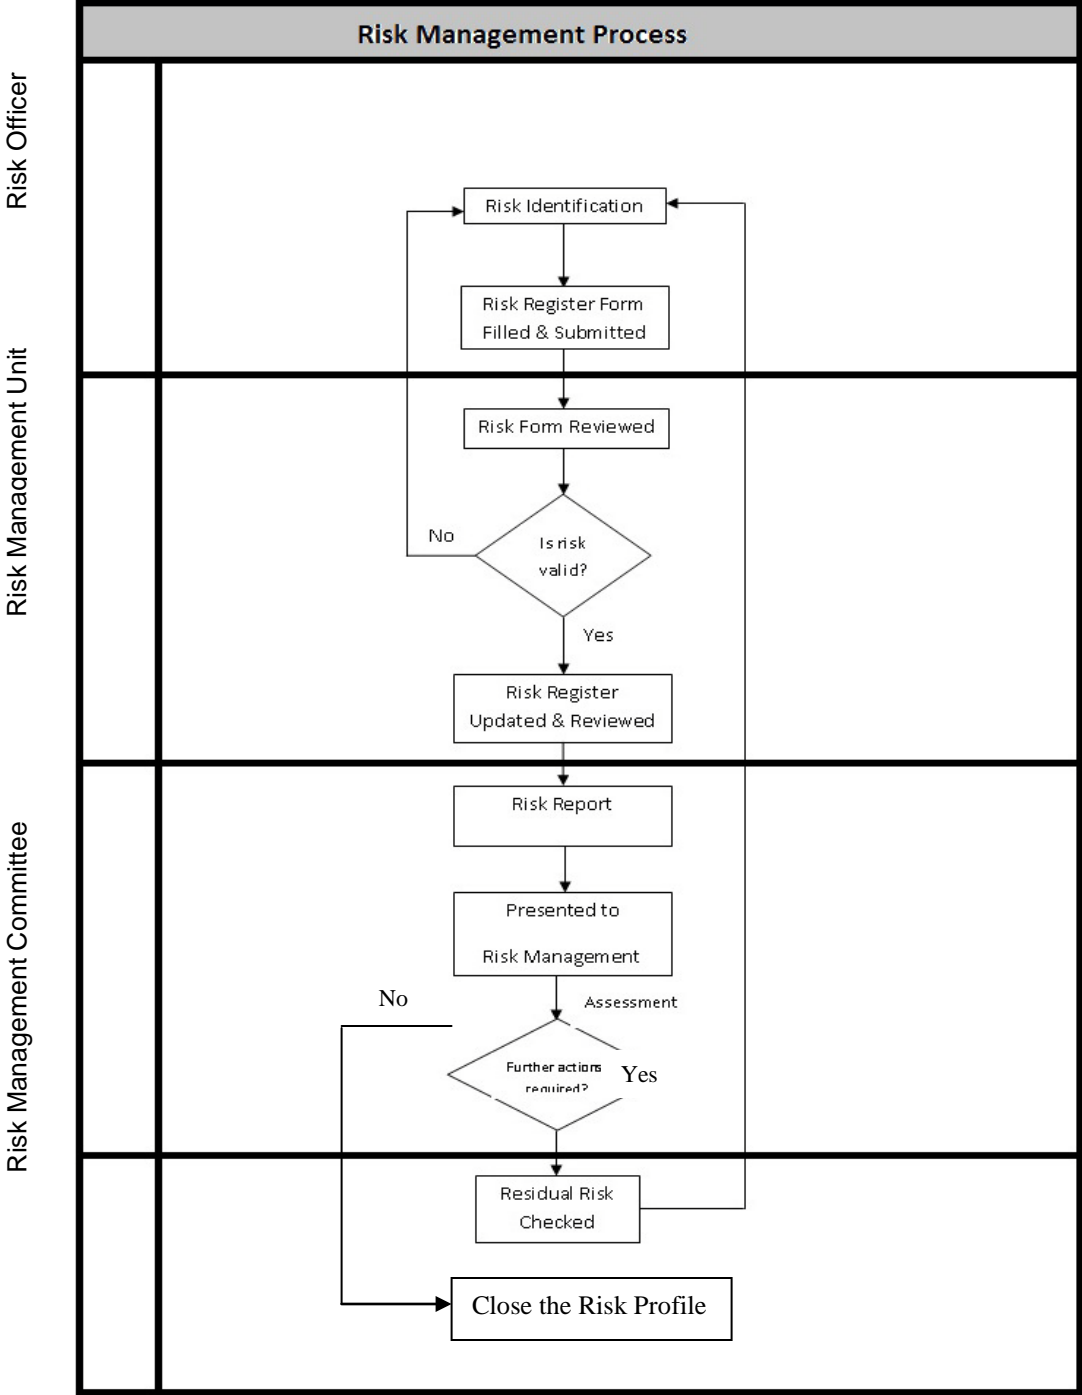 Risk Management Process
Risk Officer
Risk Identification
Risk Register Form
Filled & Submitted
Risk Management Unit
Risk Form Reviewed
No
Is risk
valid?
Yes
Risk Register
Updated & Reviewed
Risk Management Committee
Risk Report
Presented to
Risk Management
No
Assessment
Further actions
required?
Yes
Residual Risk
Checked
Close the Risk Profile